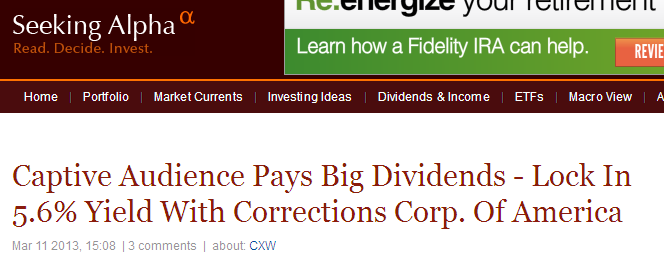 Seeking Alpha α
Read. Decide. Invest.
Re:energize your retirement
Learn how a Fidelity IRA can help.
Home | Portfolio | Market Currents | Investing Ideas | Dividends & Income | ETFs | Macro View |
Captive Audience Pays Big Dividends - Lock In
5.6% Yield With Corrections Corp. Of America
Mar 11 2013, 15:08 | 3 comments | about: CXW